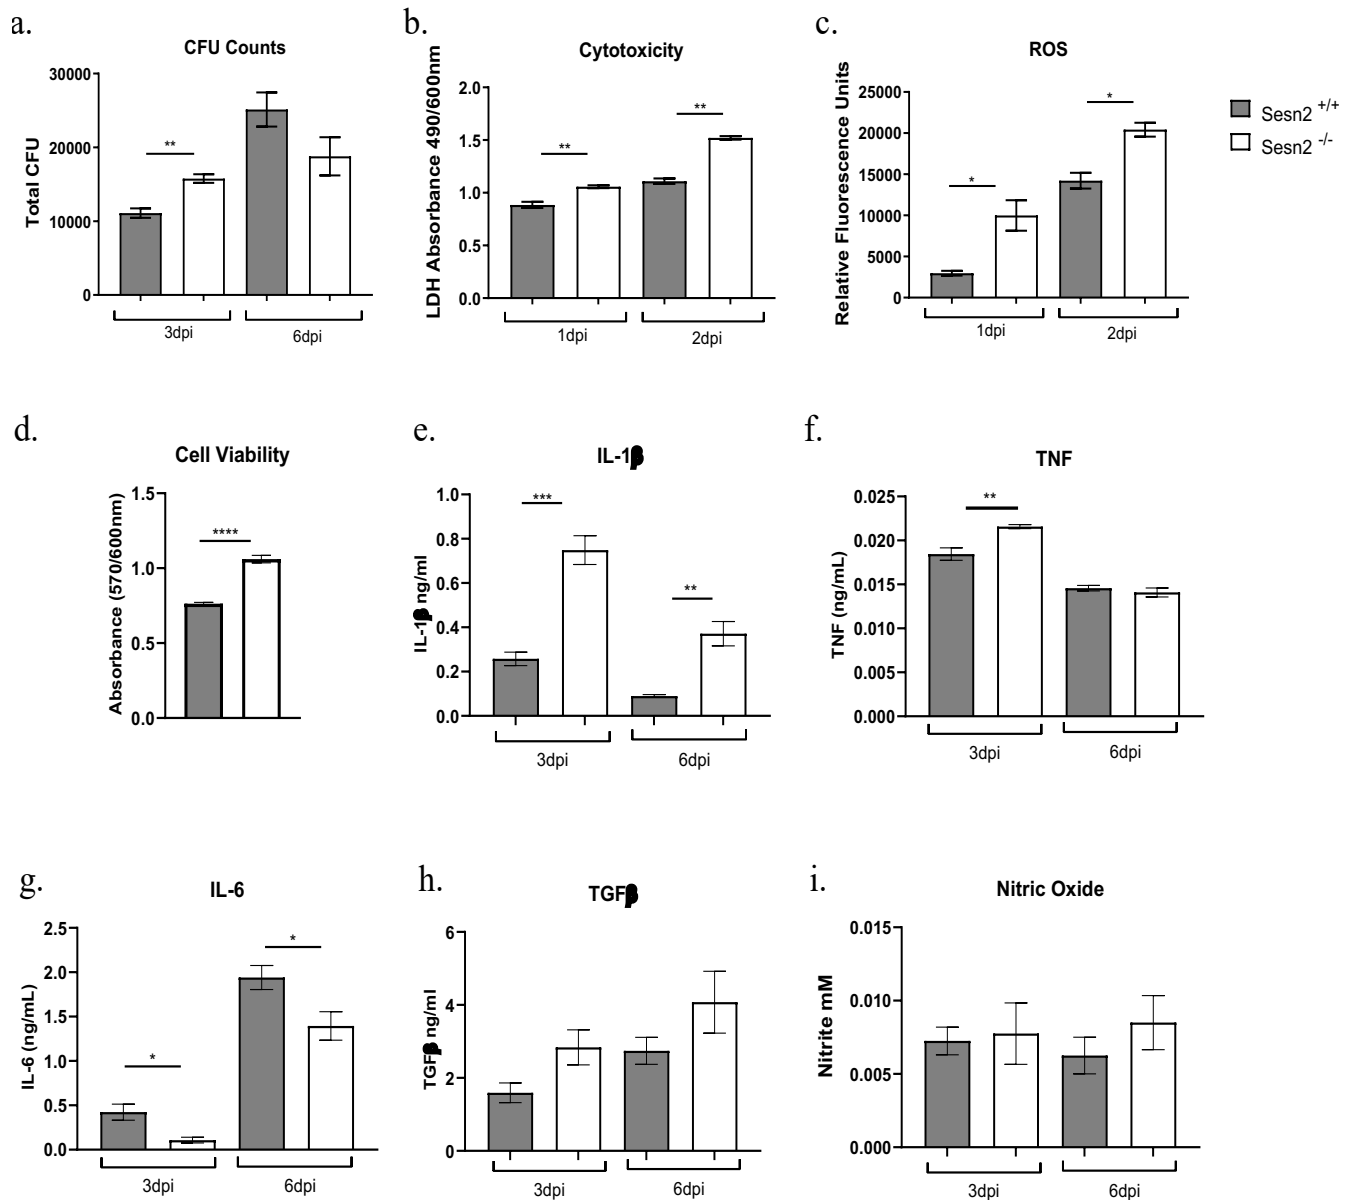 a.
CFU Counts
Total CFU
30000
20000
10000
0
**
3dpi
6dpi
b.
Cytotoxicity
LDH Absorbance 490/600nm
2.0
1.5
1.0
0.5
0.0
**
**
1dpi
2dpi
c.
ROS
Relative Fluorescence Units
25000
20000
15000
10000
5000
0
*
*
1dpi
2dpi
Sesn2 +/+
Sesn2 -/-
d.
Cell Viability
Absorbance (570/600nm)
1.5
1.0
0.5
0.0
****
e.
IL-1β
IL-1β ng/ml
1.0
0.8
0.6
0.4
0.2
0.0
***
**
3dpi
6dpi
f.
TNF
TNF (ng/mL)
0.025
0.020
0.015
0.010
0.005
0.000
**
3dpi
6dpi
g.
IL-6
IL-6 (ng/mL)
2.5
2.0
1.5
1.0
0.5
0.0
*
*
3dpi
6dpi
h.
TGFβ
TGFβ ng/ml
6
4
2
0
3dpi
6dpi
i.
Nitric Oxide
Nitrite mM
0.015
0.010
0.005
0.000
3dpi
6dpi